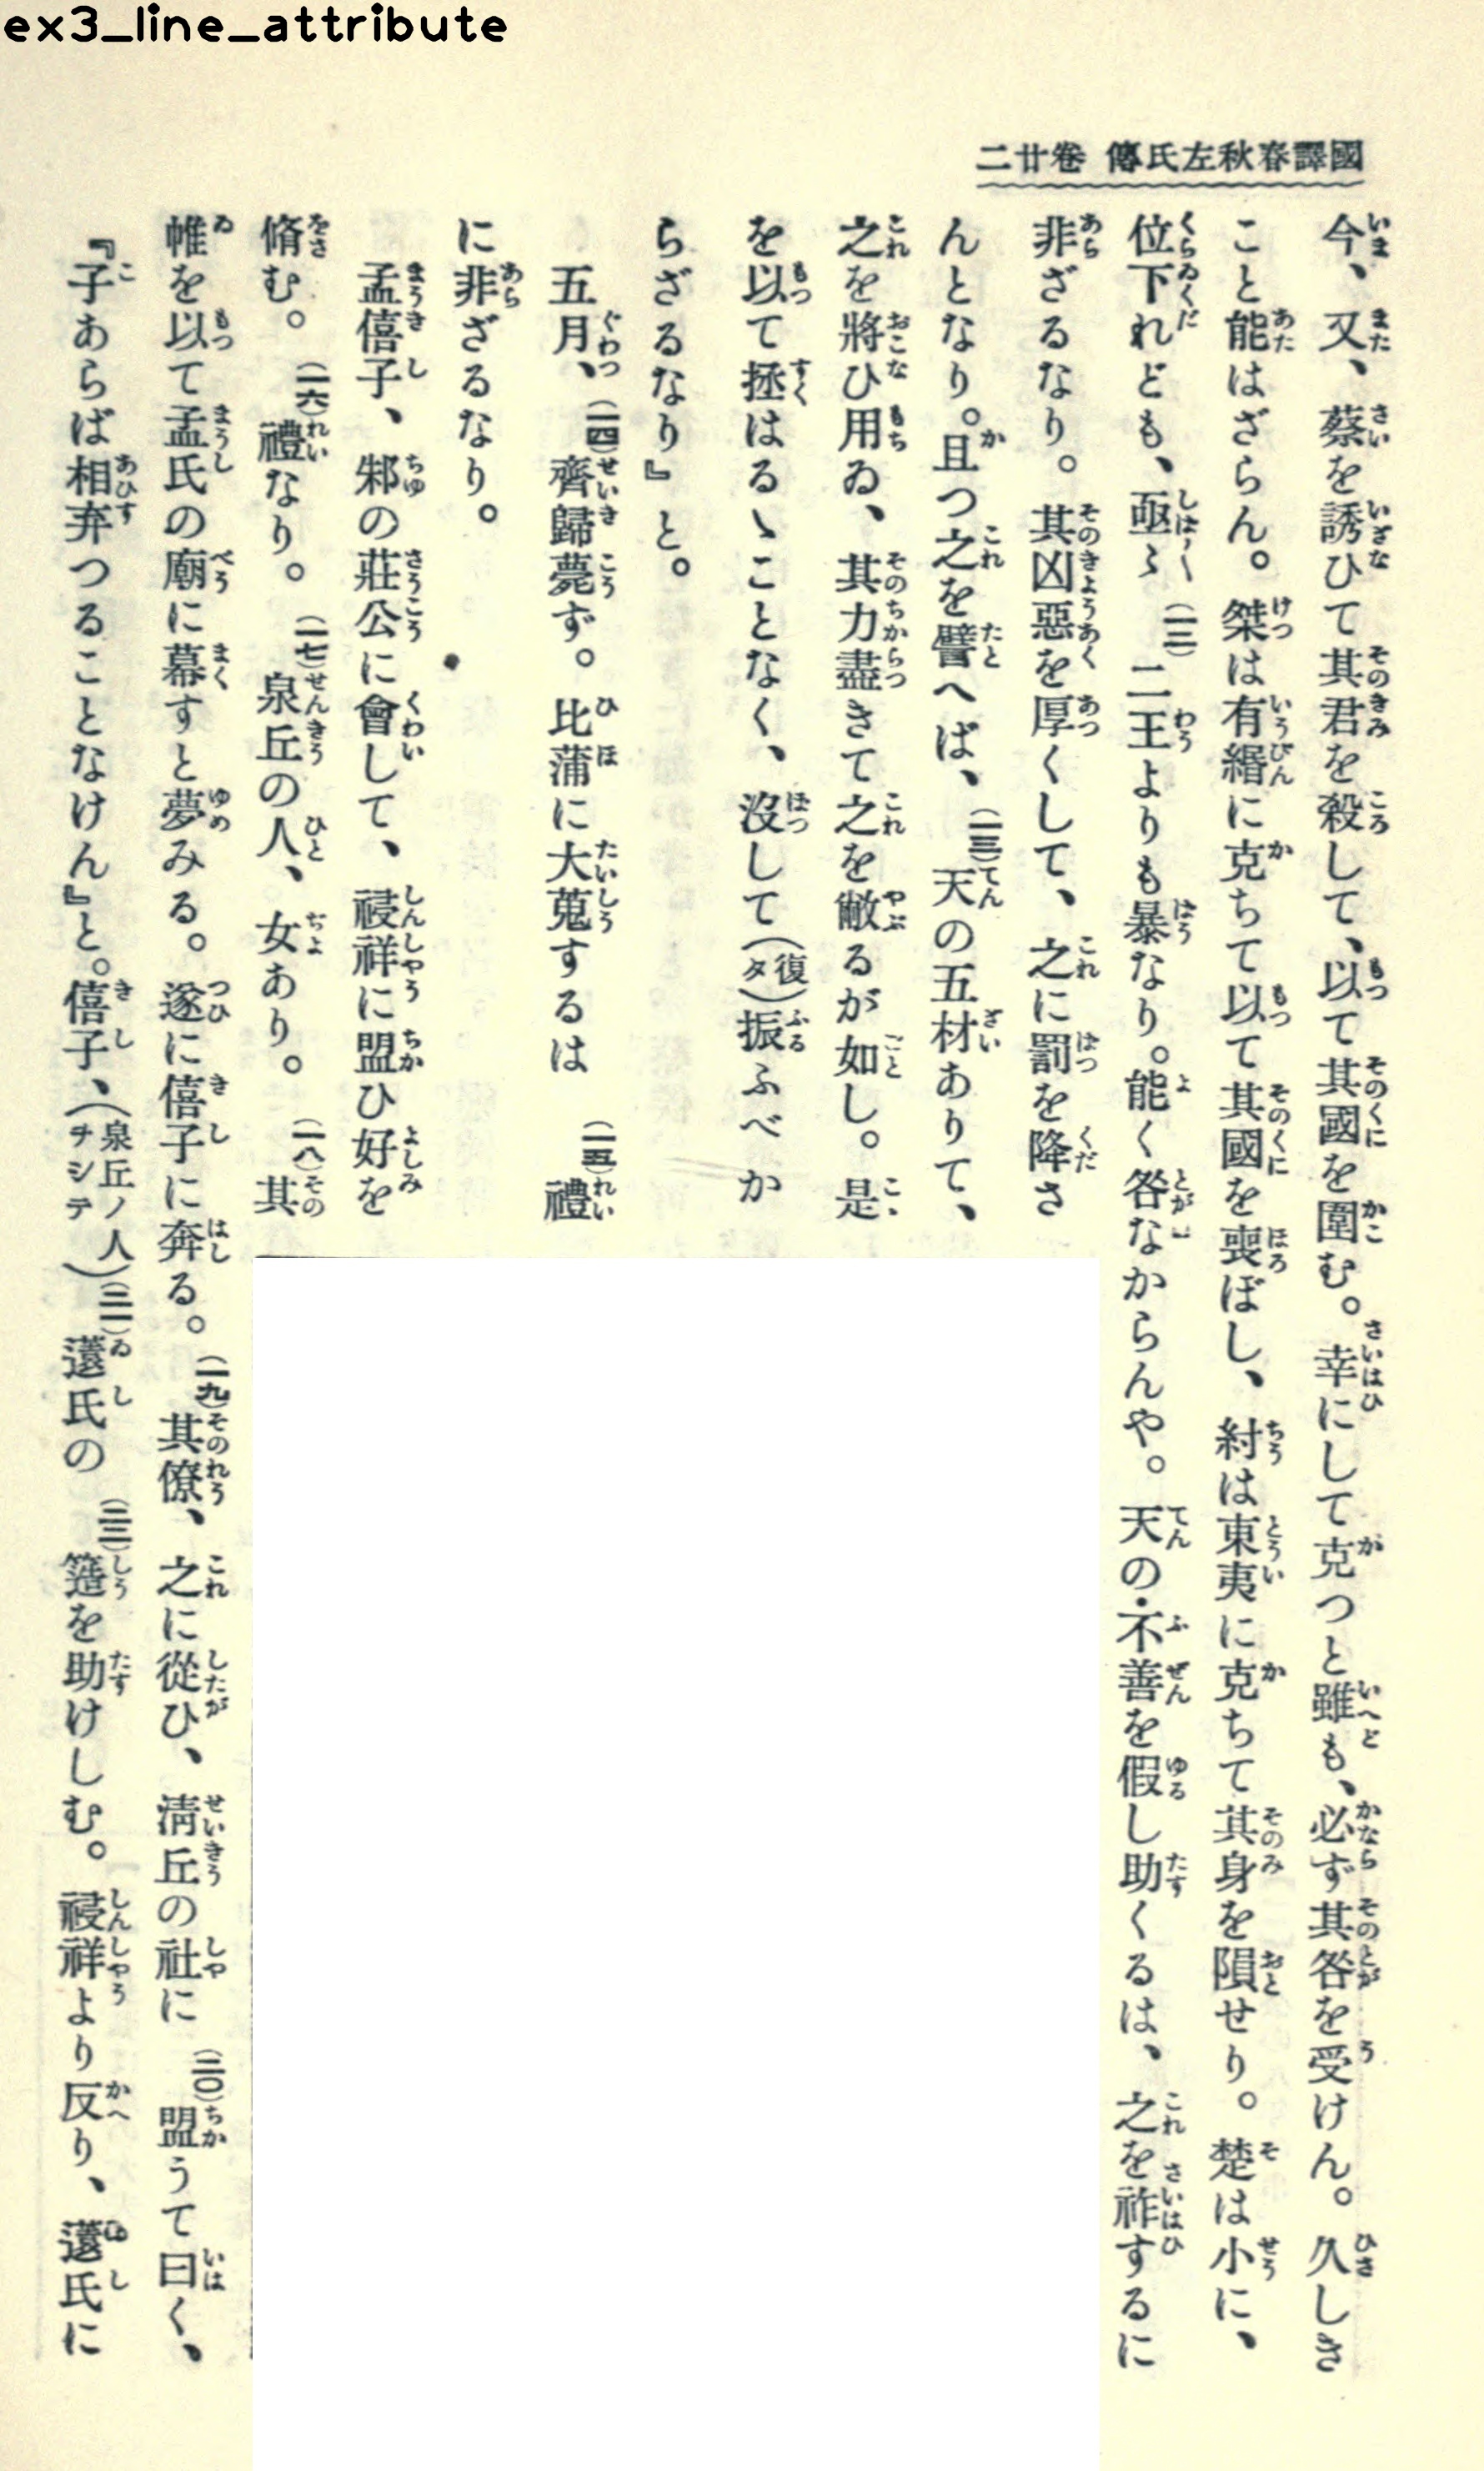 ex3_line_attribute
國譯春秋左氏傳 卷廿二
今、又、蔡を誘ひて其君を殺して、以て其國を圍む。幸にして克つと雖も、必ず其咎を受けん。久しき
こと能はざらん。桀は有緡に克ちて以て其國を喪ぼし、紂は東夷に克ちて其身を隕せり。楚は小に、
位下れども、亟〻(一二)二王よりも暴なり。能く咎なからんや。天の・不善を假し助くるは、之を祚するに
非ざるなり。其凶惡を厚くして、之に罰を降さ
んとなり。且つ之を譬へば、(一三)天の五材ありて、
之を將ひ用ゐ、其力盡きて之を敝るが如し。是
を以て拯はるゝことなく、沒して(復タ)振ふべか
らざるなり』と。
五月、(一四)齊歸薨ず。比蒲に大蒐するは(一五)禮
に非ざるなり。
孟僖子、邾の莊公に會して、祲祥に盟ひ好を
脩む。(一六)禮なり。(一七)泉丘の人、女あり。(一八)其
帷を以て孟氏の廟に幕すと夢みる。遂に僖子に奔る。(一九)其僚、之に從ひ、淸丘の社に(二〇)盟うて曰く、
『子あらば相弃つることなけん』と。僖子、(泉丘ノ人ヲシテ)(二一)薳氏の(二二)簉を助けしむ。祲祥より反り、薳氏に